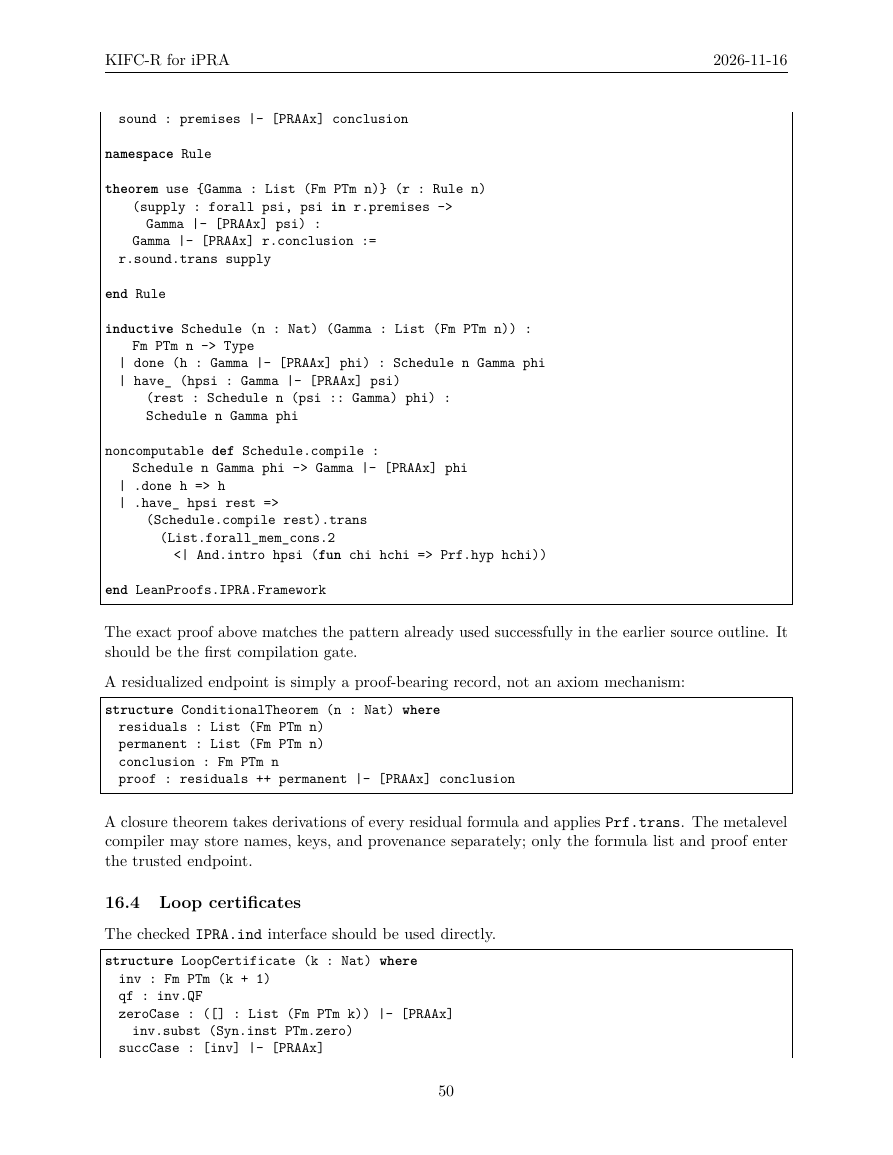 KIFC-R for iPRA 2026-11-16
sound : premises |- [PRAAx] conclusion
namespace Rule
theorem use {Gamma : List (Fm PTm n)} (r : Rule n)
(supply : forall psi, psi in r.premises ->
Gamma |- [PRAAx] psi) :
Gamma |- [PRAAx] r.conclusion :=
r.sound.trans supply
end Rule
inductive Schedule (n : Nat) (Gamma : List (Fm PTm n)) :
Fm PTm n -> Type
| done (h : Gamma |- [PRAAx] phi) : Schedule n Gamma phi
| have_ (hpsi : Gamma |- [PRAAx] psi)
(rest : Schedule n (psi :: Gamma) phi) :
Schedule n Gamma phi
noncomputable def Schedule.compile :
Schedule n Gamma phi -> Gamma |- [PRAAx] phi
| .done h => h
| .have_ hpsi rest =>
(Schedule.compile rest).trans
(List.forall_mem_cons.2
<| And.intro hpsi (fun chi hchi => Prf.hyp hchi))
end LeanProofs.IPRA.Framework
The exact proof above matches the pattern already used successfully in the earlier source outline. It
should be the first compilation gate.
A residualized endpoint is simply a proof-bearing record, not an axiom mechanism:
structure ConditionalTheorem (n : Nat) where
residuals : List (Fm PTm n)
permanent : List (Fm PTm n)
conclusion : Fm PTm n
proof : residuals ++ permanent |- [PRAAx] conclusion
A closure theorem takes derivations of every residual formula and applies Prf.trans. The metalevel
compiler may store names, keys, and provenance separately; only the formula list and proof enter
the trusted endpoint.
16.4 Loop certificates
The checked IPRA.ind interface should be used directly.
structure LoopCertificate (k : Nat) where
inv : Fm PTm (k + 1)
qf : inv.QF
zeroCase : ([] : List (Fm PTm k)) |- [PRAAx]
inv.subst (Syn.inst PTm.zero)
succCase : [inv] |- [PRAAx]
50